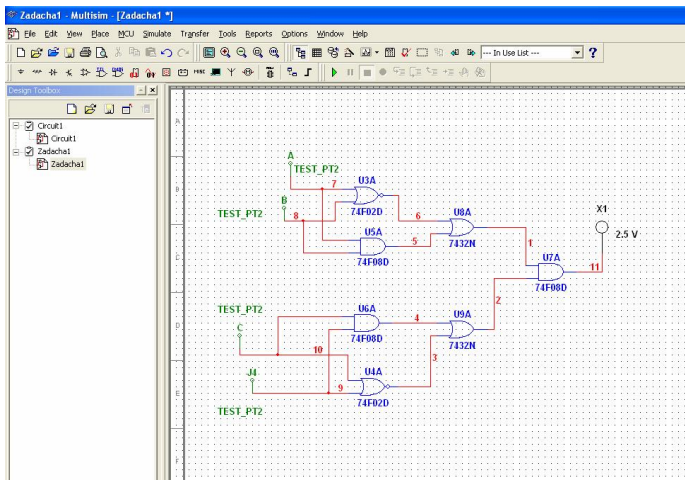 Zadacha1 - Multisim - [Zadacha1 *]
File Edit View Place MCU Simulate Transfer Tools Reports Options Window Help
--- In Use List ---
?
MISC
Design Toolbox
Circuit1
Circuit1
Zadacha1
Zadacha1
A
B
C
D
E
F
A
TEST_PT2
7
U3A
B
TEST_PT2
8
74F02D
6
U8A
U5A
5
7432N
74F08D
X1
2.5 V
1
U7A
11
74F08D
2
TEST_PT2
U6A
4
U9A
C
74F08D
7432N
10
3
J4
U4A
9
74F02D
TEST_PT2